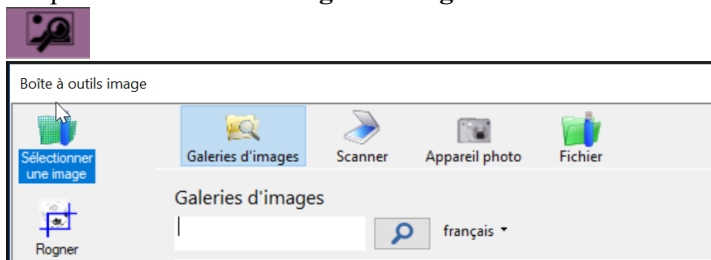 Boîte à outils image
Sélectionner
une image
Galeries d'images
Scanner
Appareil photo
Fichier
Galeries d'images
français
Rogner